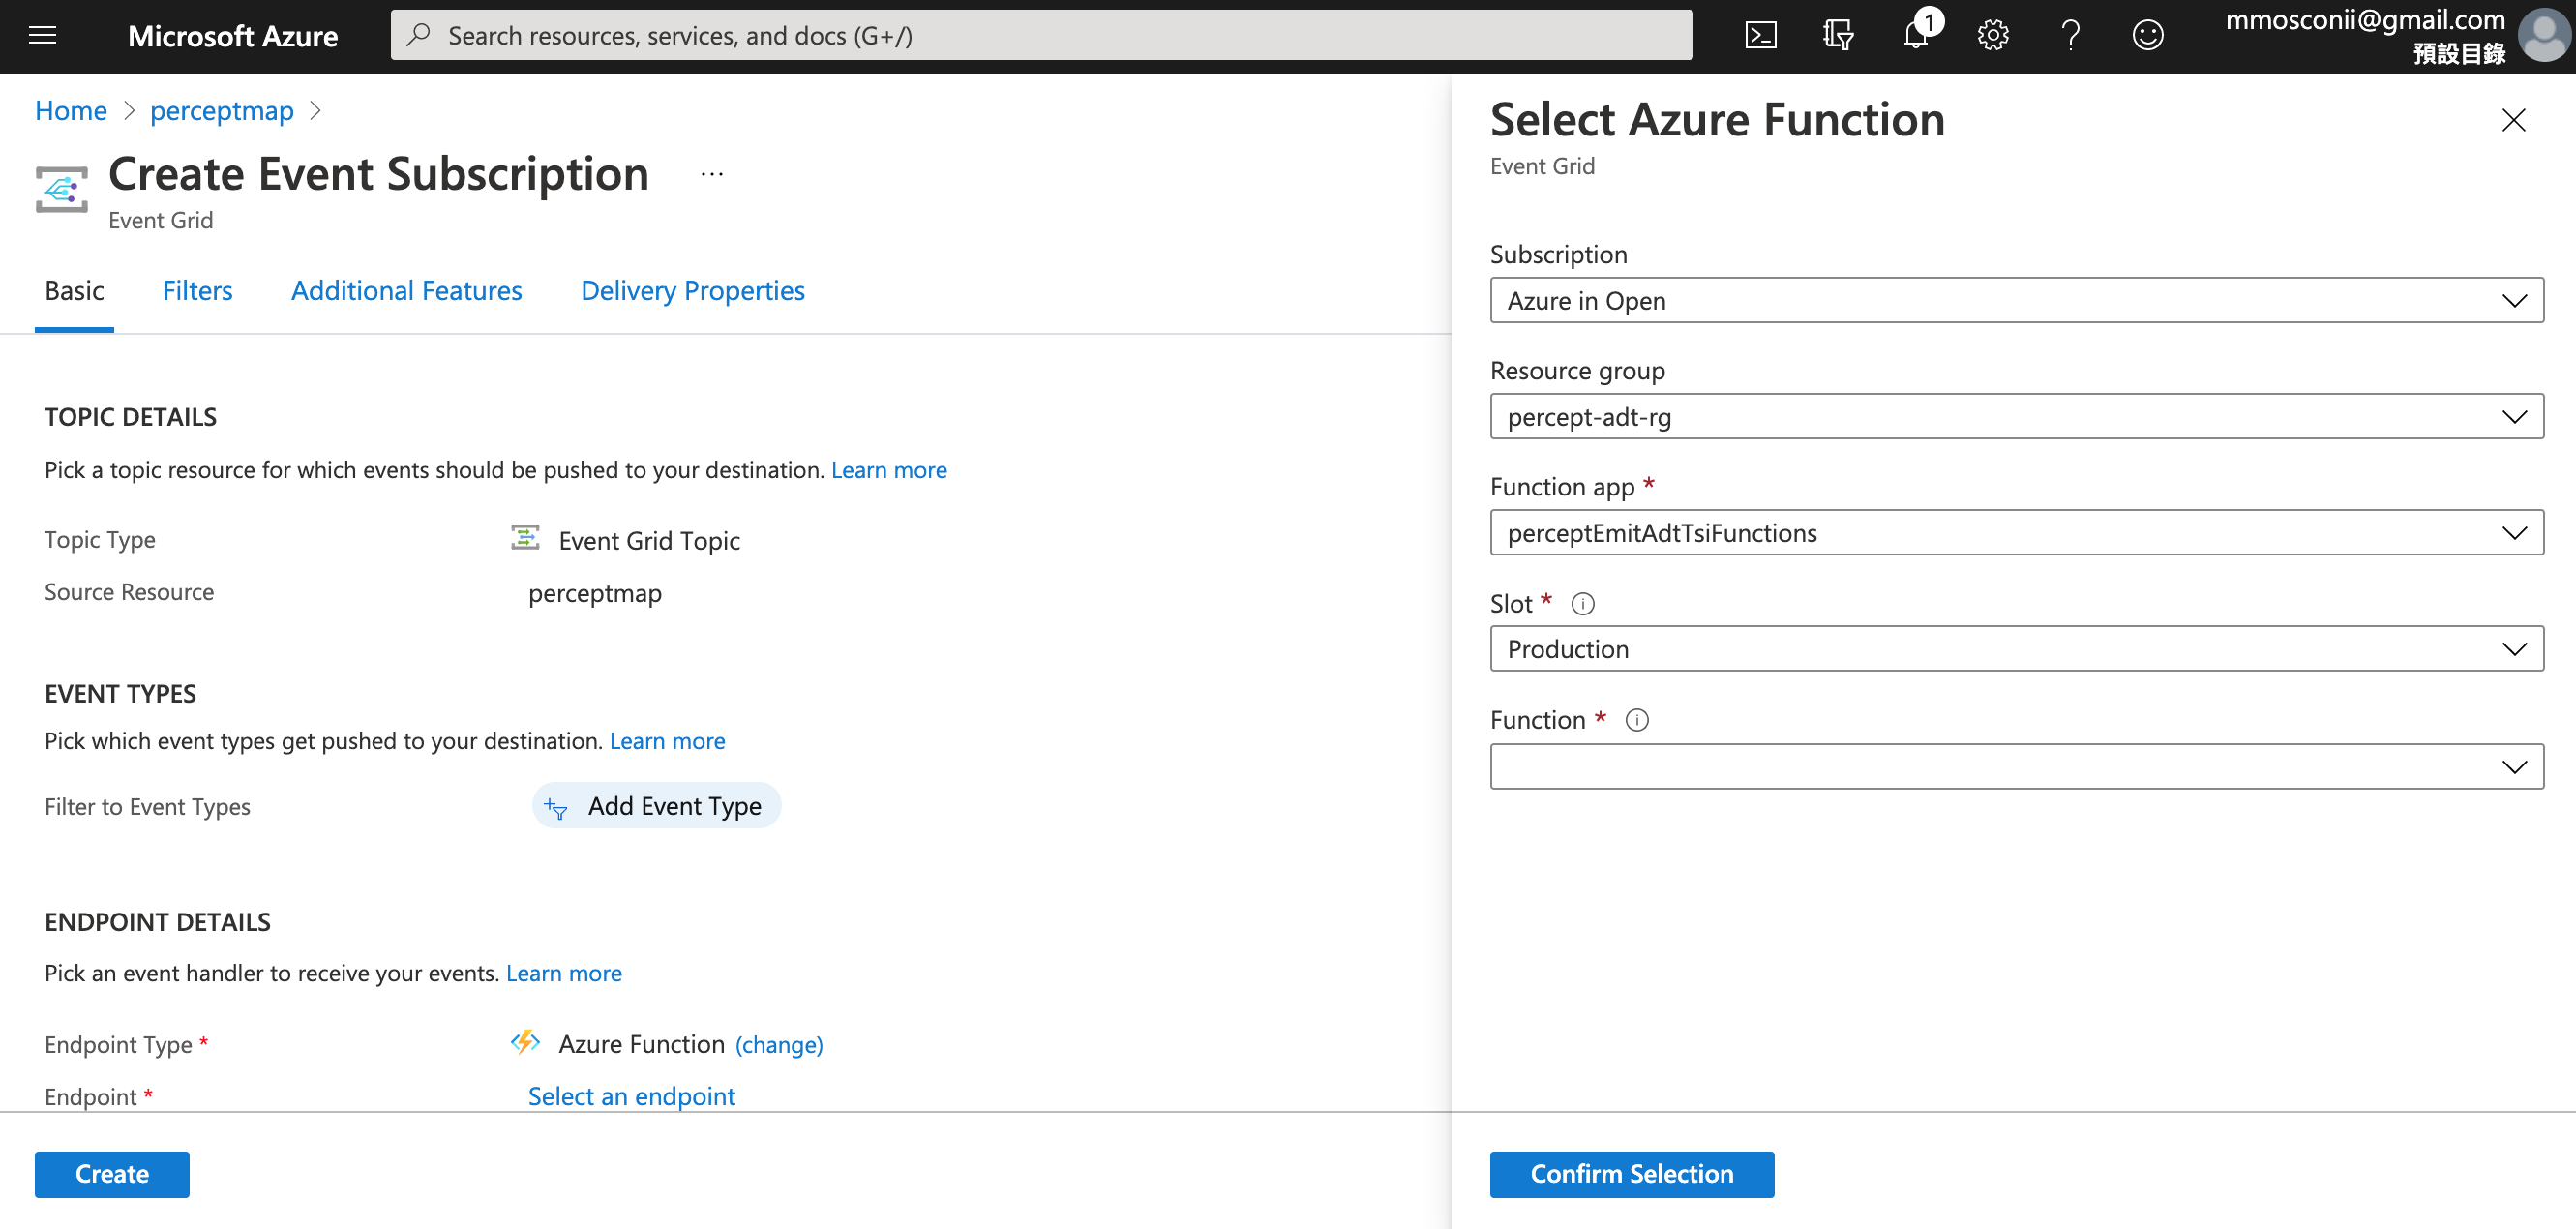 Microsoft Azure
Search resources, services, and docs (G+/)
1
mmosconii@gmail.com
預設目錄
Home > perceptmap >
Create Event Subscription ...
Event Grid
Basic Filters Additional Features Delivery Properties
TOPIC DETAILS
Pick a topic resource for which events should be pushed to your destination. Learn more
Topic Type Event Grid Topic
Source Resource perceptmap
EVENT TYPES
Pick which event types get pushed to your destination. Learn more
Filter to Event Types Add Event Type
ENDPOINT DETAILS
Pick an event handler to receive your events. Learn more
Endpoint Type * Azure Function (change)
Endpoint * Select an endpoint
Create
Select Azure Function
Event Grid
Subscription
Azure in Open
Resource group
percept-adt-rg
Function app *
perceptEmitAdtTsiFunctions
Slot *
Production
Function *
Confirm Selection